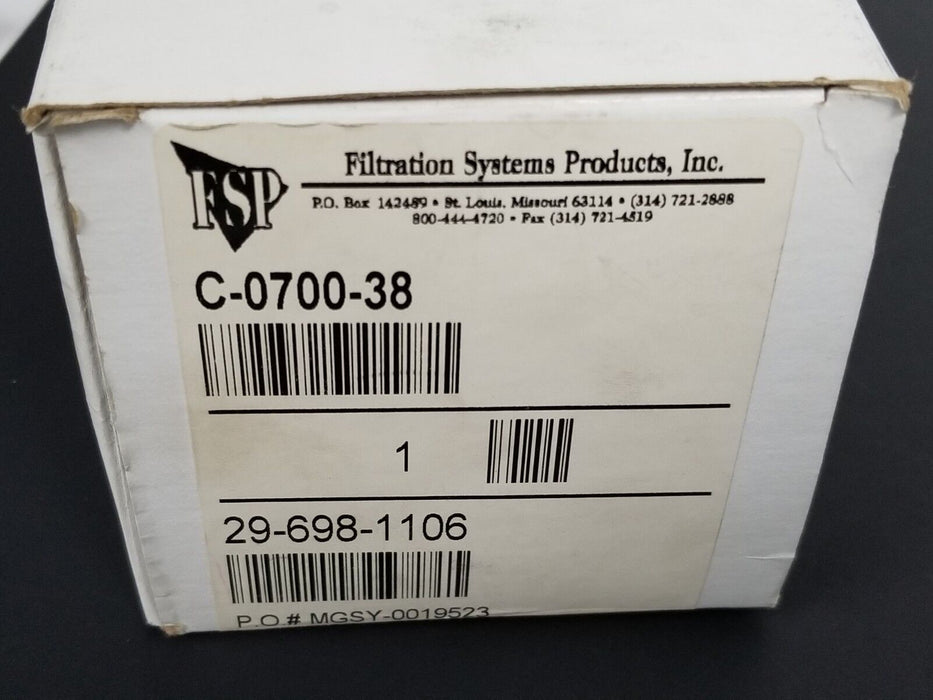 FSP
Filtration Systems Products, Inc.
P.O. Box 142489 • St. Louis, Missouri 63114 • (314) 721-2888
800-444-4720 • Fax (314) 721-4519
C-0700-38
1
29-698-1106
P.O.# MGSY-0019523